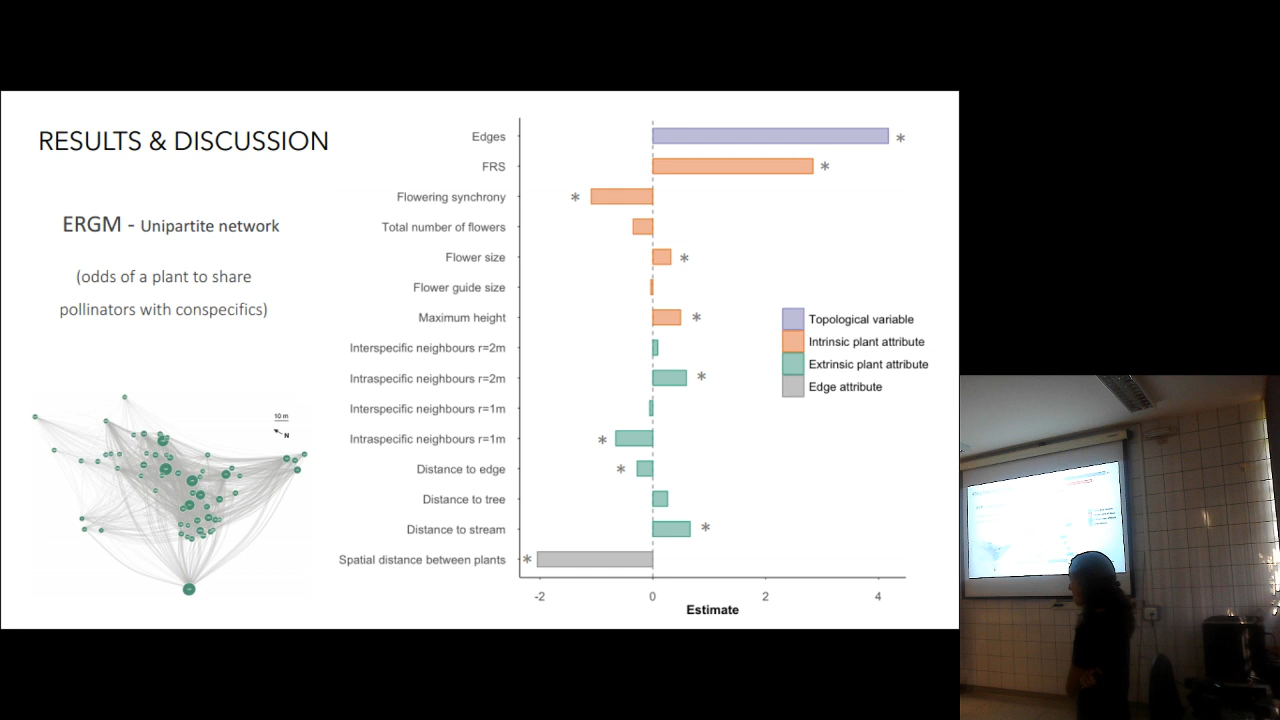 RESULTS & DISCUSSION
ERGM - Unipartite network
(odds of a plant to share
pollinators with conspecifics)
10 m
N
Edges
*
FRS
*
Flowering synchrony
*
Total number of flowers
Flower size
*
Flower guide size
Maximum height
*
Interspecific neighbours r=2m
Intraspecific neighbours r=2m
*
Interspecific neighbours r=1m
Intraspecific neighbours r=1m
*
Distance to edge
*
Distance to tree
Distance to stream
*
Spatial distance between plants
*
-2 0 2 4
Estimate
Topological variable
Intrinsic plant attribute
Extrinsic plant attribute
Edge attribute